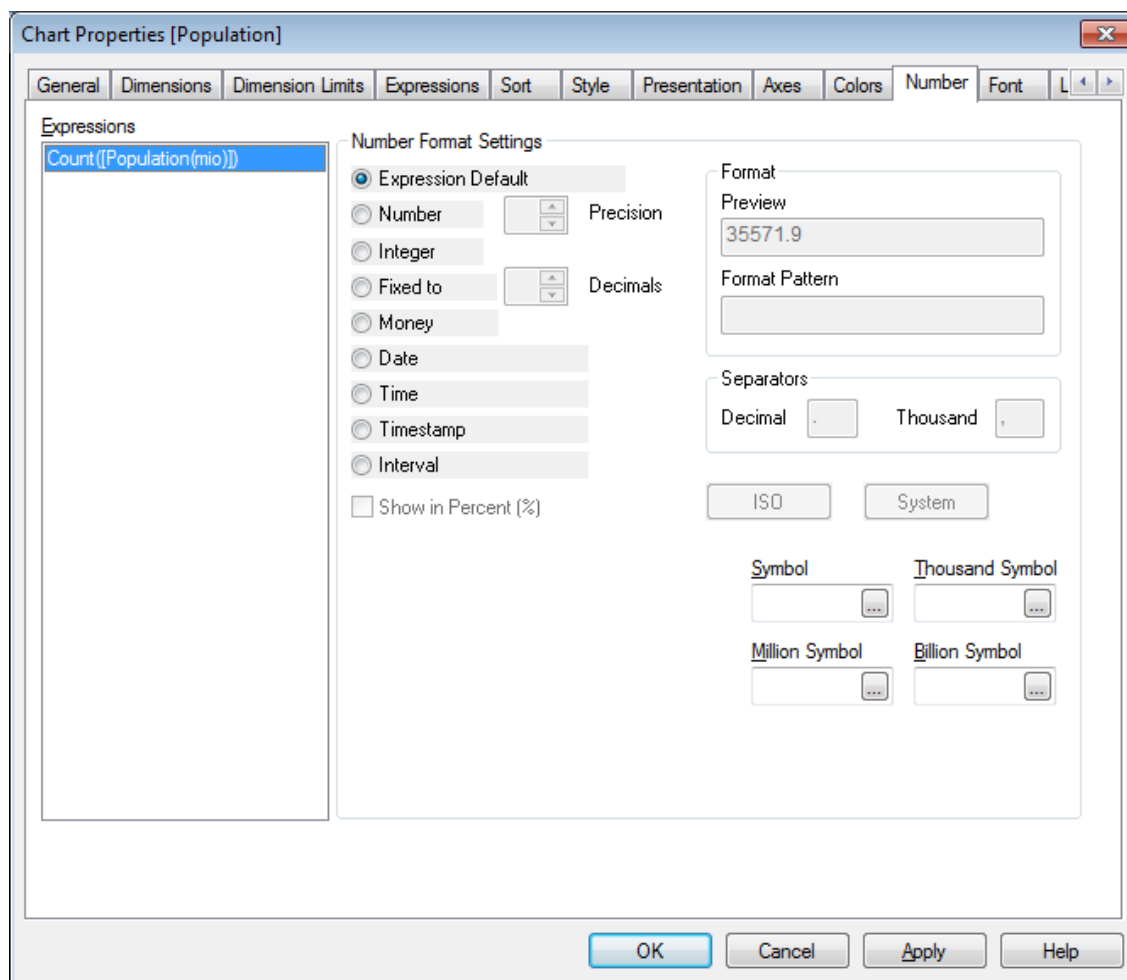 Chart Properties [Population]
General Dimensions Dimension Limits Expressions Sort Style Presentation Axes Colors Number Font L
Expressions
Count([Population(mio)])
Number Format Settings
Expression Default
Number Precision
Integer
Fixed to Decimals
Money
Date
Time
Timestamp
Interval
Show in Percent (%)
Format
Preview
35571.9
Format Pattern
Separators
Decimal . Thousand ,
ISO System
Symbol Thousand Symbol
... ...
Million Symbol Billion Symbol
... ...
OK Cancel Apply Help